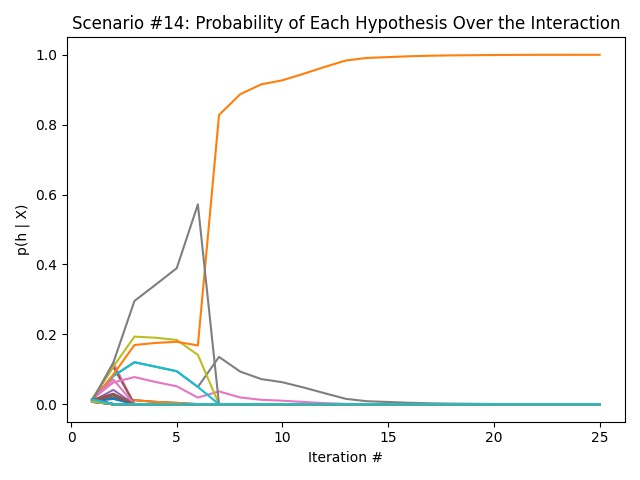 Scenario #14: Probability of Each Hypothesis Over the Interaction
1.0
0.8
0.6
0.4
0.2
0.0
p(h | X)
0 5 10 15 20 25
Iteration #